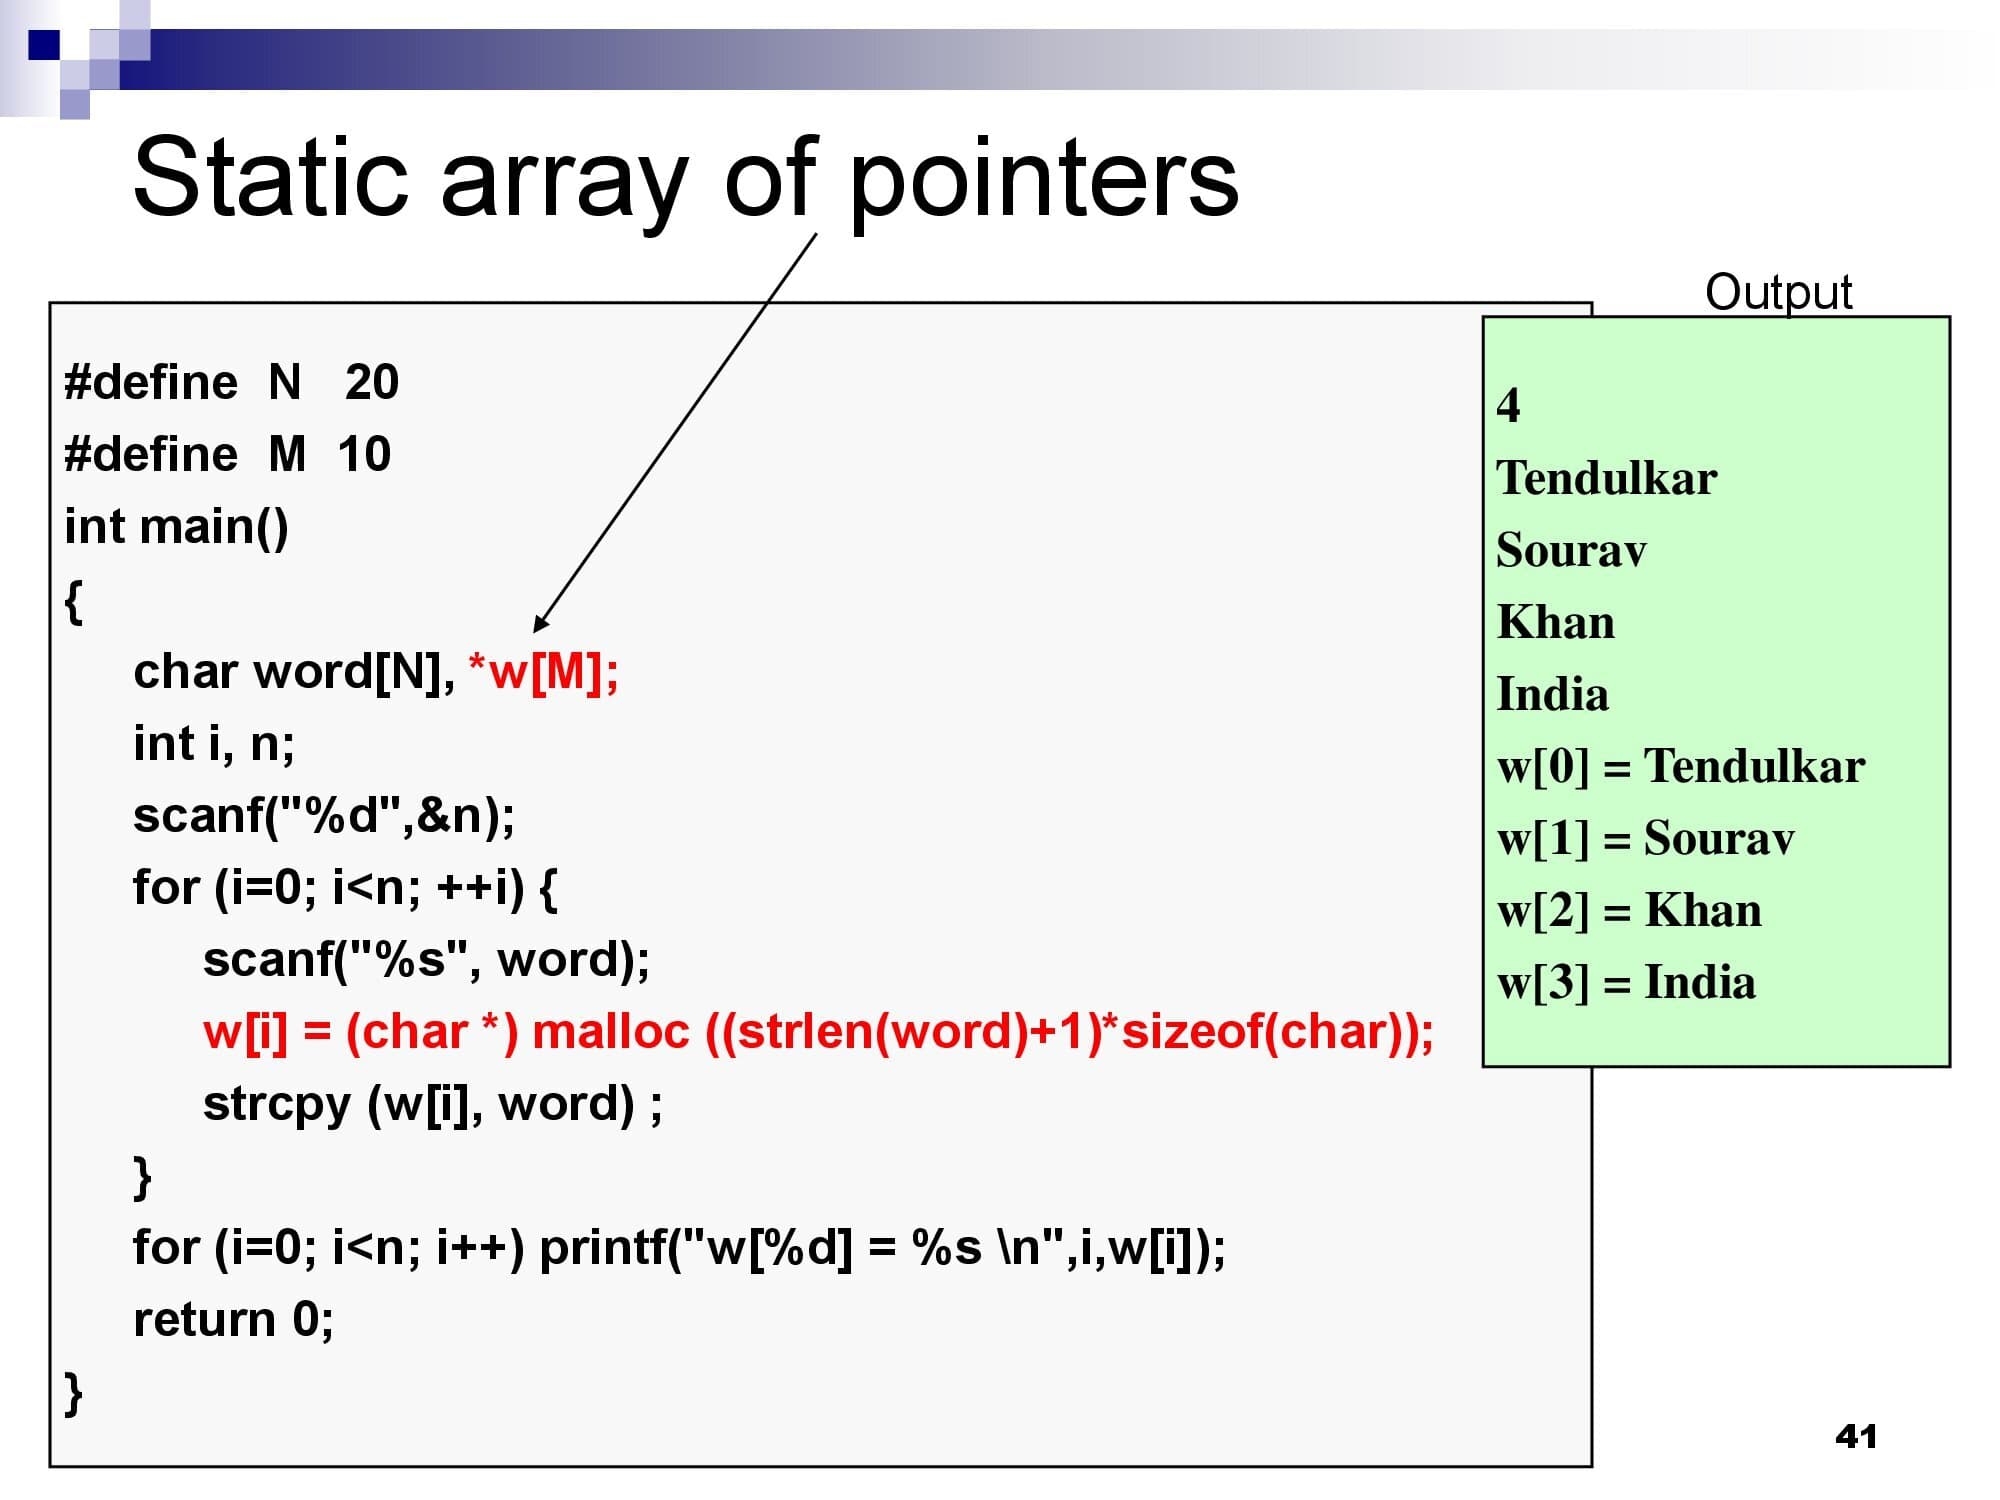 Static array of pointers
#define  N   20
#define  M  10
int main()
{
char word[N], *w[M];
int i, n;
scanf("%d",&n);
for (i=0; i<n; ++i) {
scanf("%s", word);
w[i] = (char *) malloc ((strlen(word)+1)*sizeof(char));
strcpy (w[i], word) ;
}
for (i=0; i<n; i++) printf("w[%d] = %s \n",i,w[i]);
return 0;
}
Output
4
Tendulkar
Sourav
Khan
India
w[0] = Tendulkar
w[1] = Sourav
w[2] = Khan
w[3] = India
41